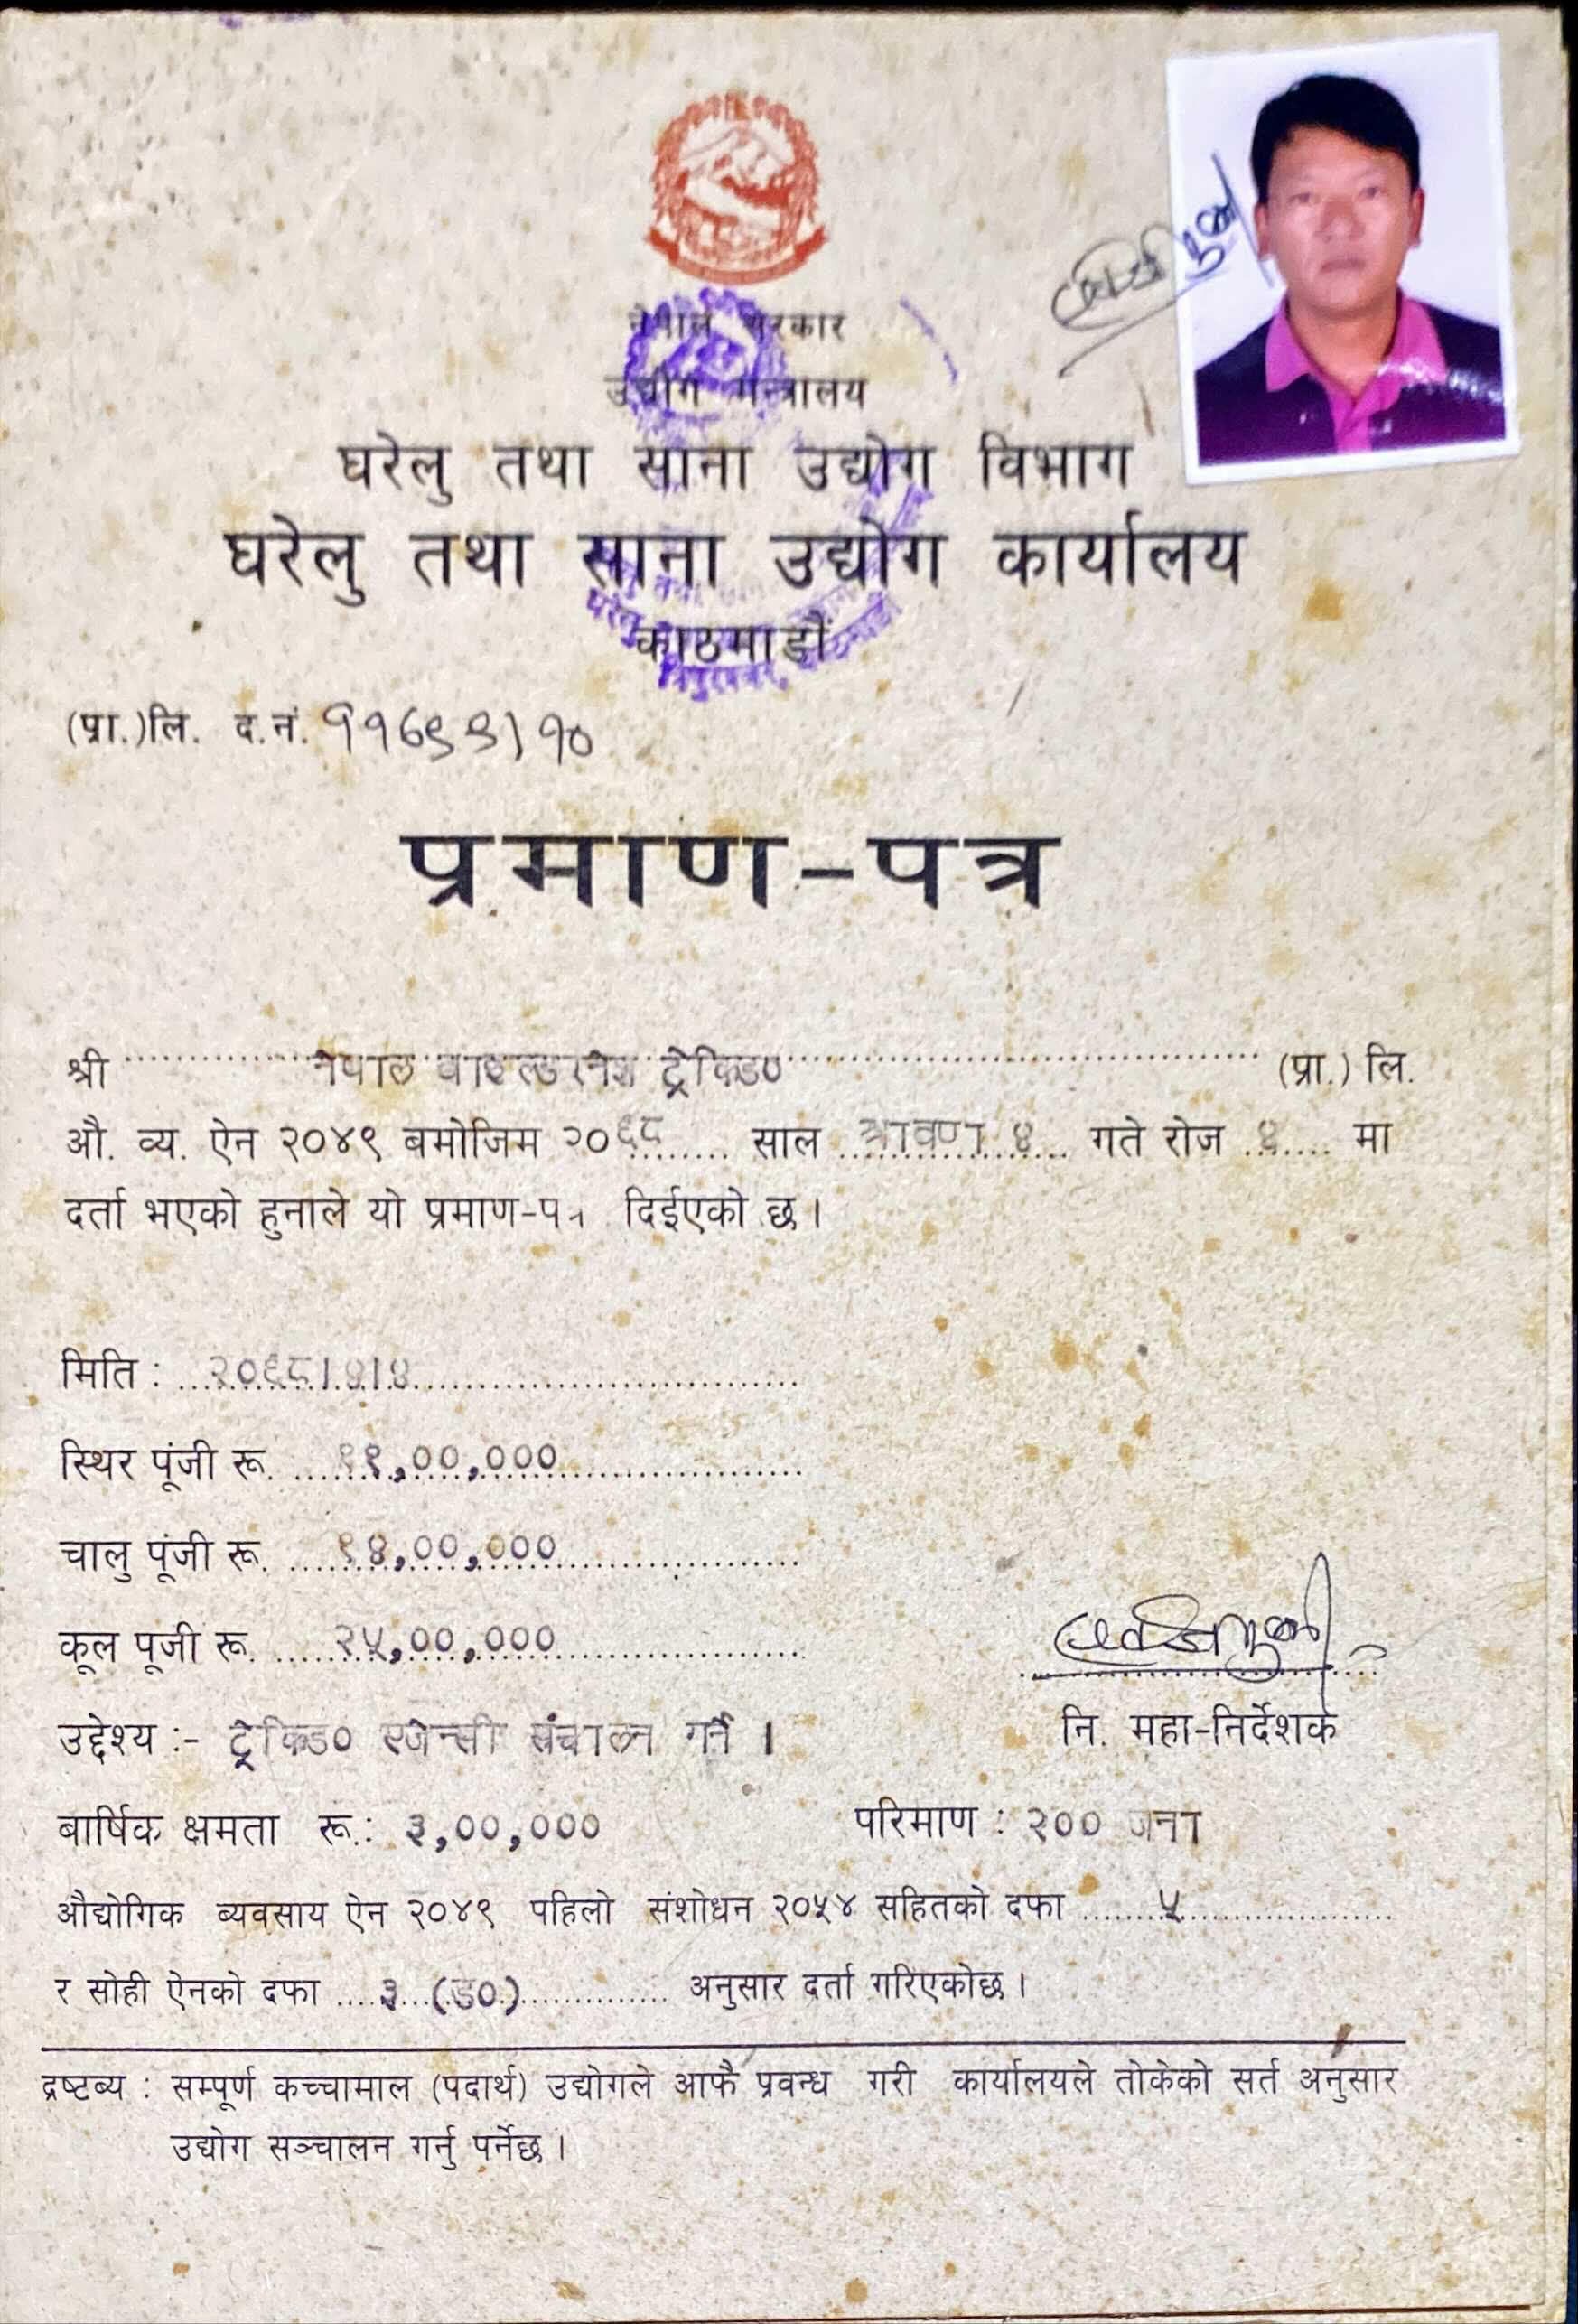 नेपाल सरकार
उद्योग मन्त्रालय
घरेलु तथा साना उद्योग विभाग
घरेलु तथा साना उद्योग कार्यालय
काठमाडौं
(प्रा.)लि. द.नं.
प्रमाण-पत्र
श्री नेपाल वाइल्डरनेश ट्रेकिङ (प्रा.) लि.
औ. व्य. ऐन २०४९ बमोजिम २०६८ साल श्रावण ४ गते रोज ४ मा
दर्ता भएको हुनाले यो प्रमाण-पत्र दिईएको छ।
मिति : २०६८।४।४
स्थिर पूंजी रू. ११,००,०००
चालु पूंजी रू. १४,००,०००
कूल पूजी रू. २५,००,०००
उद्देश्य :- ट्रेकिङ एजेन्सी संचालन गर्ने ।
नि. महा-निर्देशक
बार्षिक क्षमता रू.: ३,००,००० परिमाण : २०० जना
औद्योगिक ब्यवसाय ऐन २०४९ पहिलो संशोधन २०५४ सहितको दफा ५
र सोही ऐनको दफा ३ (ङ) अनुसार दर्ता गरिएकोछ।
द्रष्टब्य : सम्पूर्ण कच्चामाल (पदार्थ) उद्योगले आफै प्रवन्ध गरी कार्यालयले तोकेको सर्त अनुसार
उद्योग सञ्चालन गर्नु पर्नेछ।